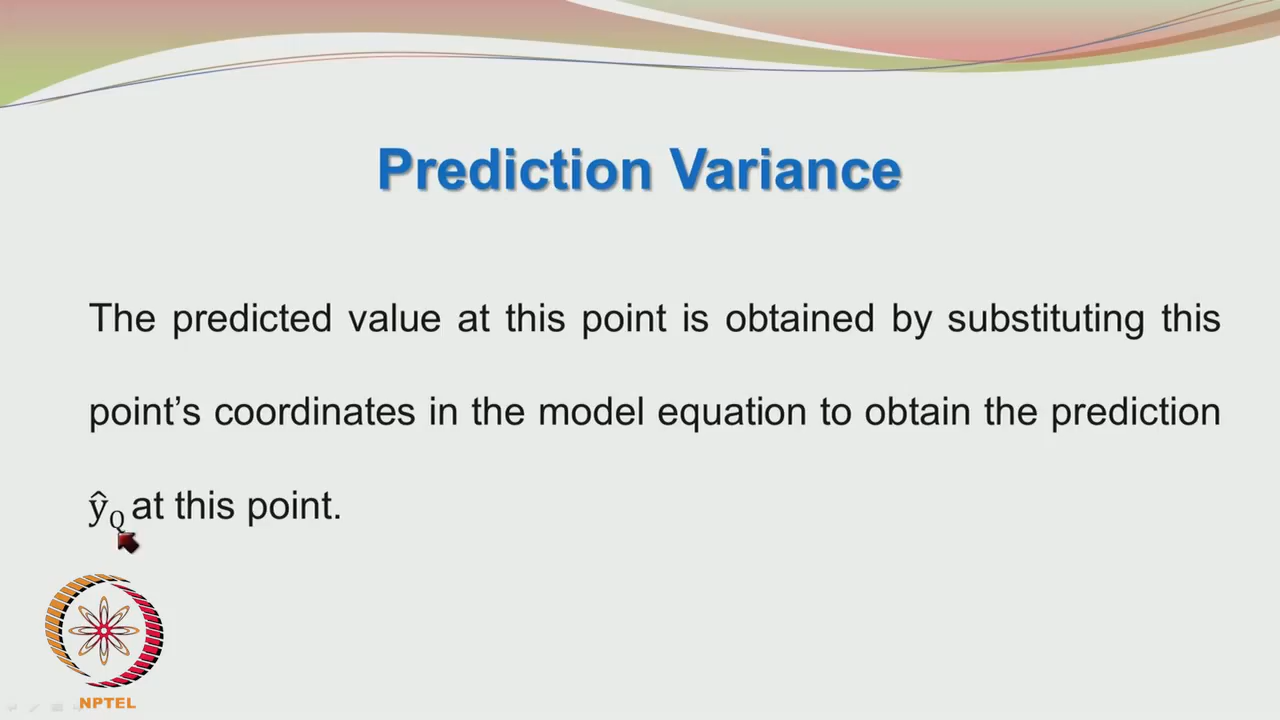 Prediction Variance
The predicted value at this point is obtained by substituting this
point’s coordinates in the model equation to obtain the prediction
ŷQ at this point.
NPTEL